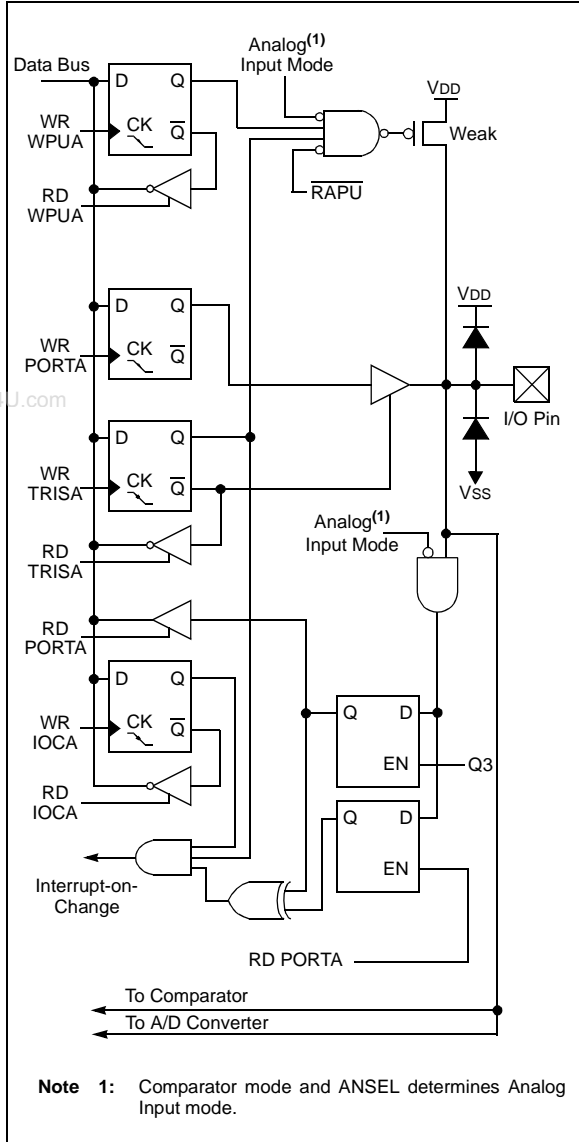 Analog(1)
Input Mode
Data Bus
D Q
VDD
WR
WPUA
CK Q
Weak
RD
WPUA
RAPU
D Q
VDD
WR
PORTA
CK Q
4U.com
I/O Pin
D Q
WR
TRISA
CK Q
VSS
Analog(1)
Input Mode
RD
TRISA
RD
PORTA
D Q
Q D
WR
IOCA
CK Q
EN
Q3
RD
IOCA
Q D
EN
Interrupt-on-
Change
RD PORTA
To Comparator
To A/D Converter
Note 1: Comparator mode and ANSEL determines Analog
Input mode.